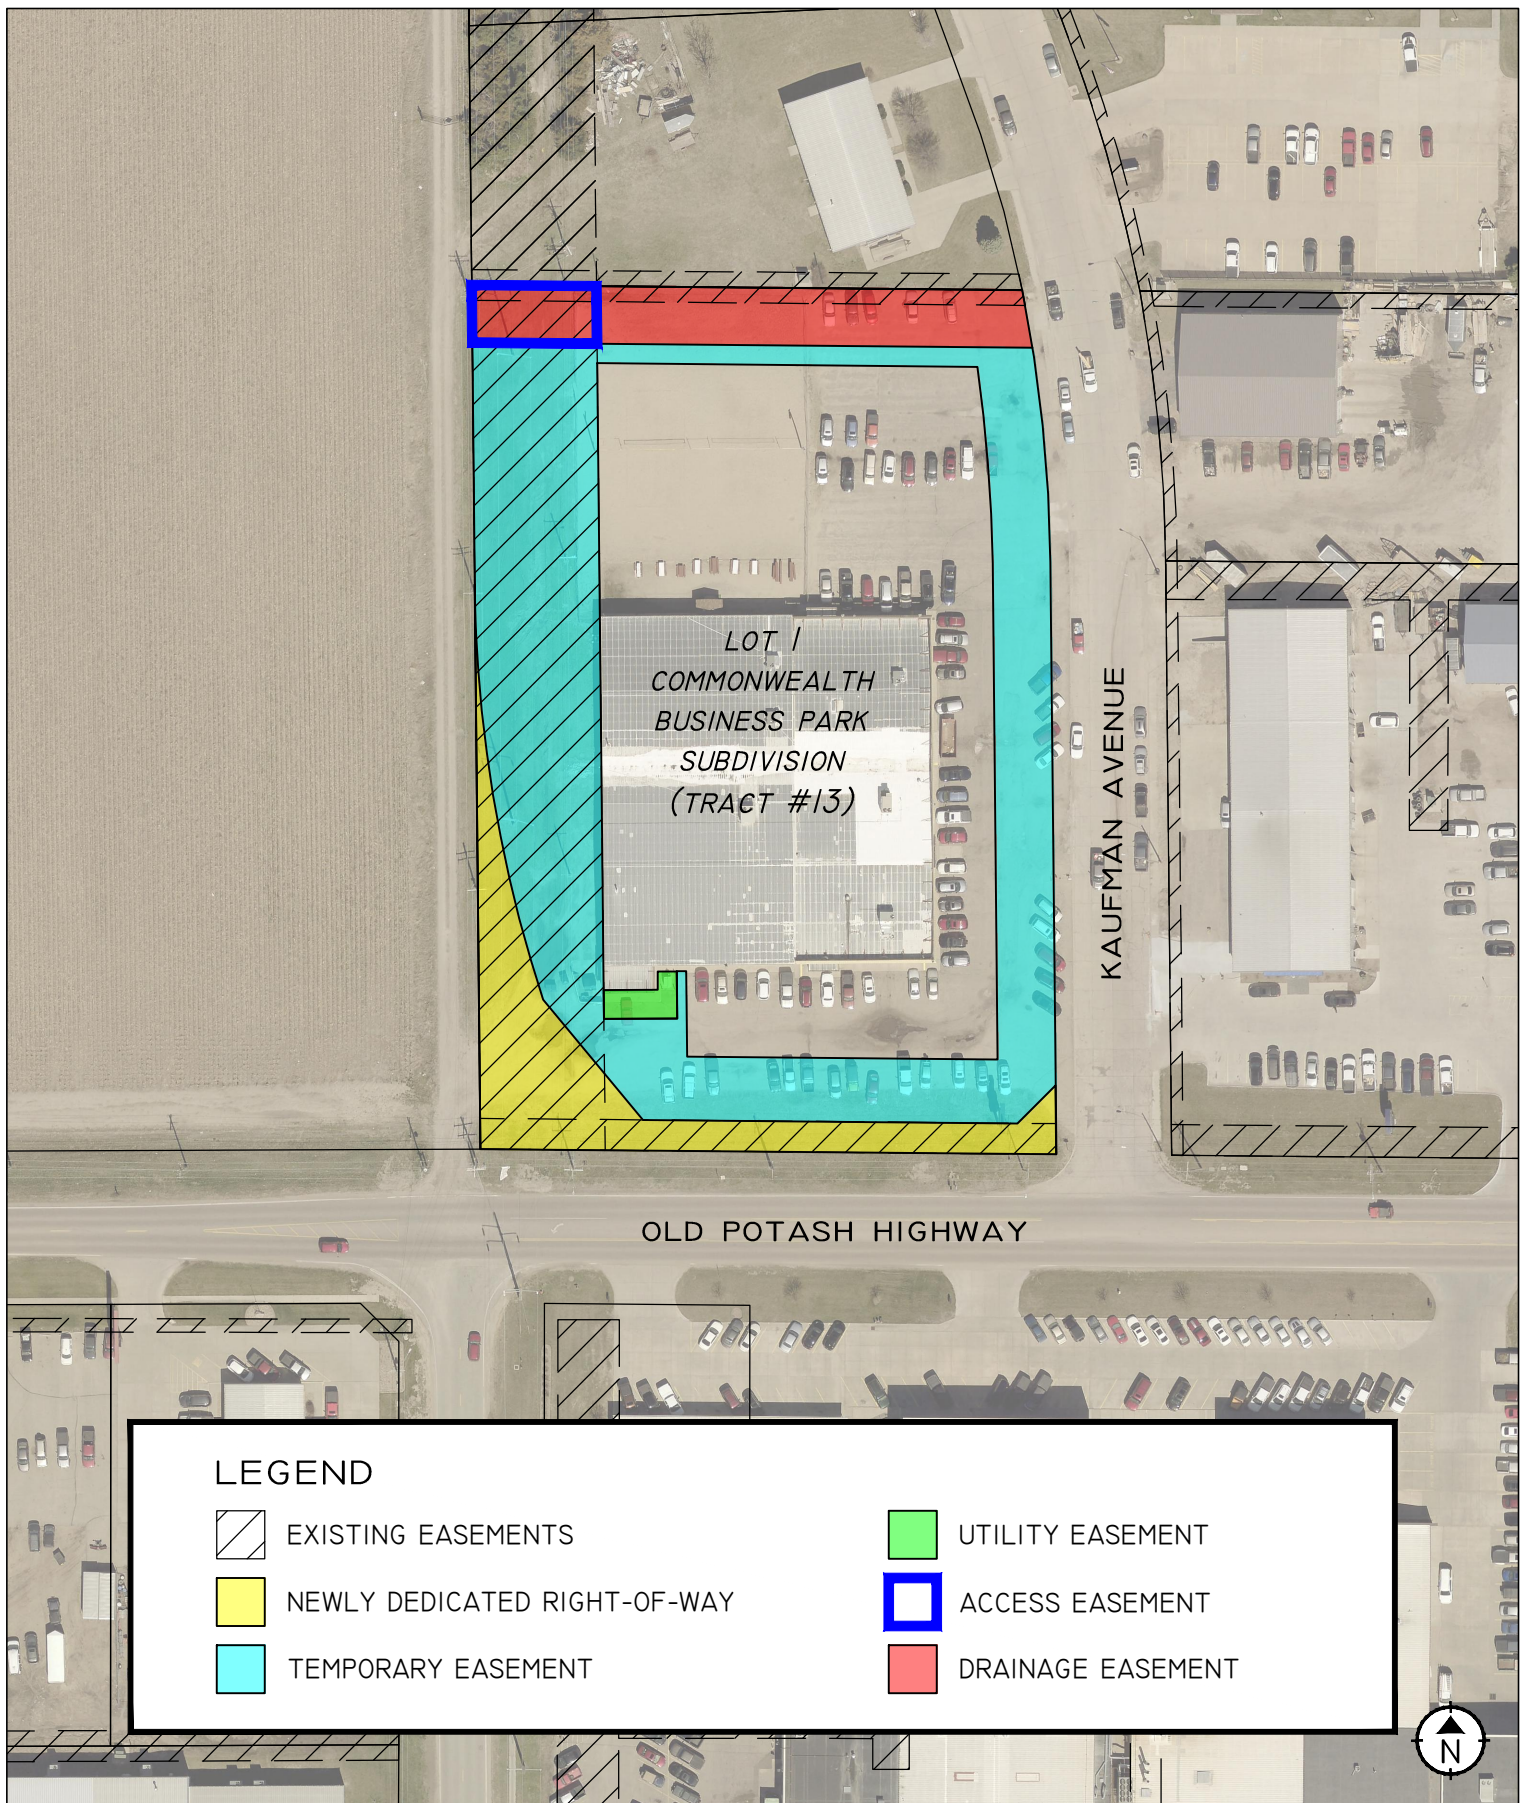 LOT 1
COMMONWEALTH
BUSINESS PARK
SUBDIVISION
(TRACT #13)
KAUFMAN AVENUE
OLD POTASH HIGHWAY
LEGEND
EXISTING EASEMENTS
NEWLY DEDICATED RIGHT-OF-WAY
TEMPORARY EASEMENT
UTILITY EASEMENT
ACCESS EASEMENT
DRAINAGE EASEMENT
N